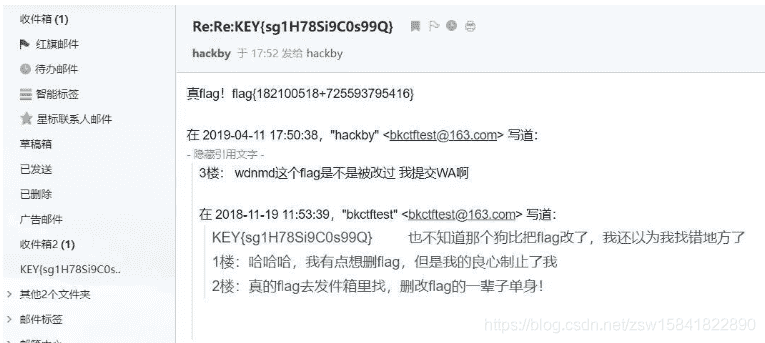 收件箱 (1)
红旗邮件
待办邮件
智能标签
星标联系人邮件
草稿箱
已发送
已删除
广告邮件
收件箱2 (1)
KEY{sg1H78Si9C0s..
其他2个文件夹
邮件标签
邮箱中心
Re:Re:KEY{sg1H78Si9C0s99Q}
hackby 于 17:52 发给 hackby
真flag！flag{182100518+725593795416}
在 2019-04-11 17:50:38，"hackby" <bkctftest@163.com> 写道：
- 隐藏引用文字 -
3楼： wdnmd这个flag是不是被改过 我提交WA啊
在 2018-11-19 11:53:39，"bkctftest" <bkctftest@163.com> 写道：
KEY{sg1H78Si9C0s99Q} 也不知道那个狗比把flag改了，我还以为我找错地方了
1楼：哈哈哈，我有点想删flag，但是我的良心制止了我
2楼：真的flag去发件箱里找，删改flag的一辈子单身！
https://blog.csdn.net/zsw15841822890